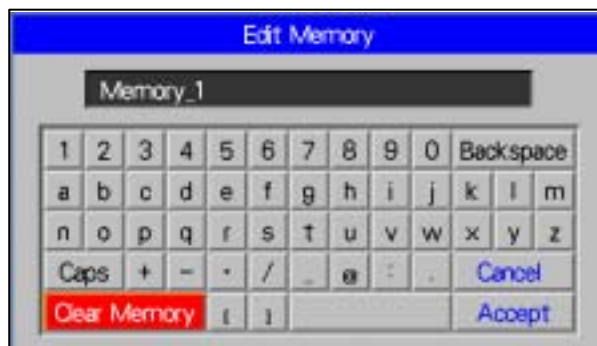 Edit Memory
Memory_1
1 2 3 4 5 6 7 8 9 0 Backspace
a b c d e f g h i j k l m
n o p q r s t u v w x y z
Caps + - / _ @ : . Cancel
Clear Memory Accept